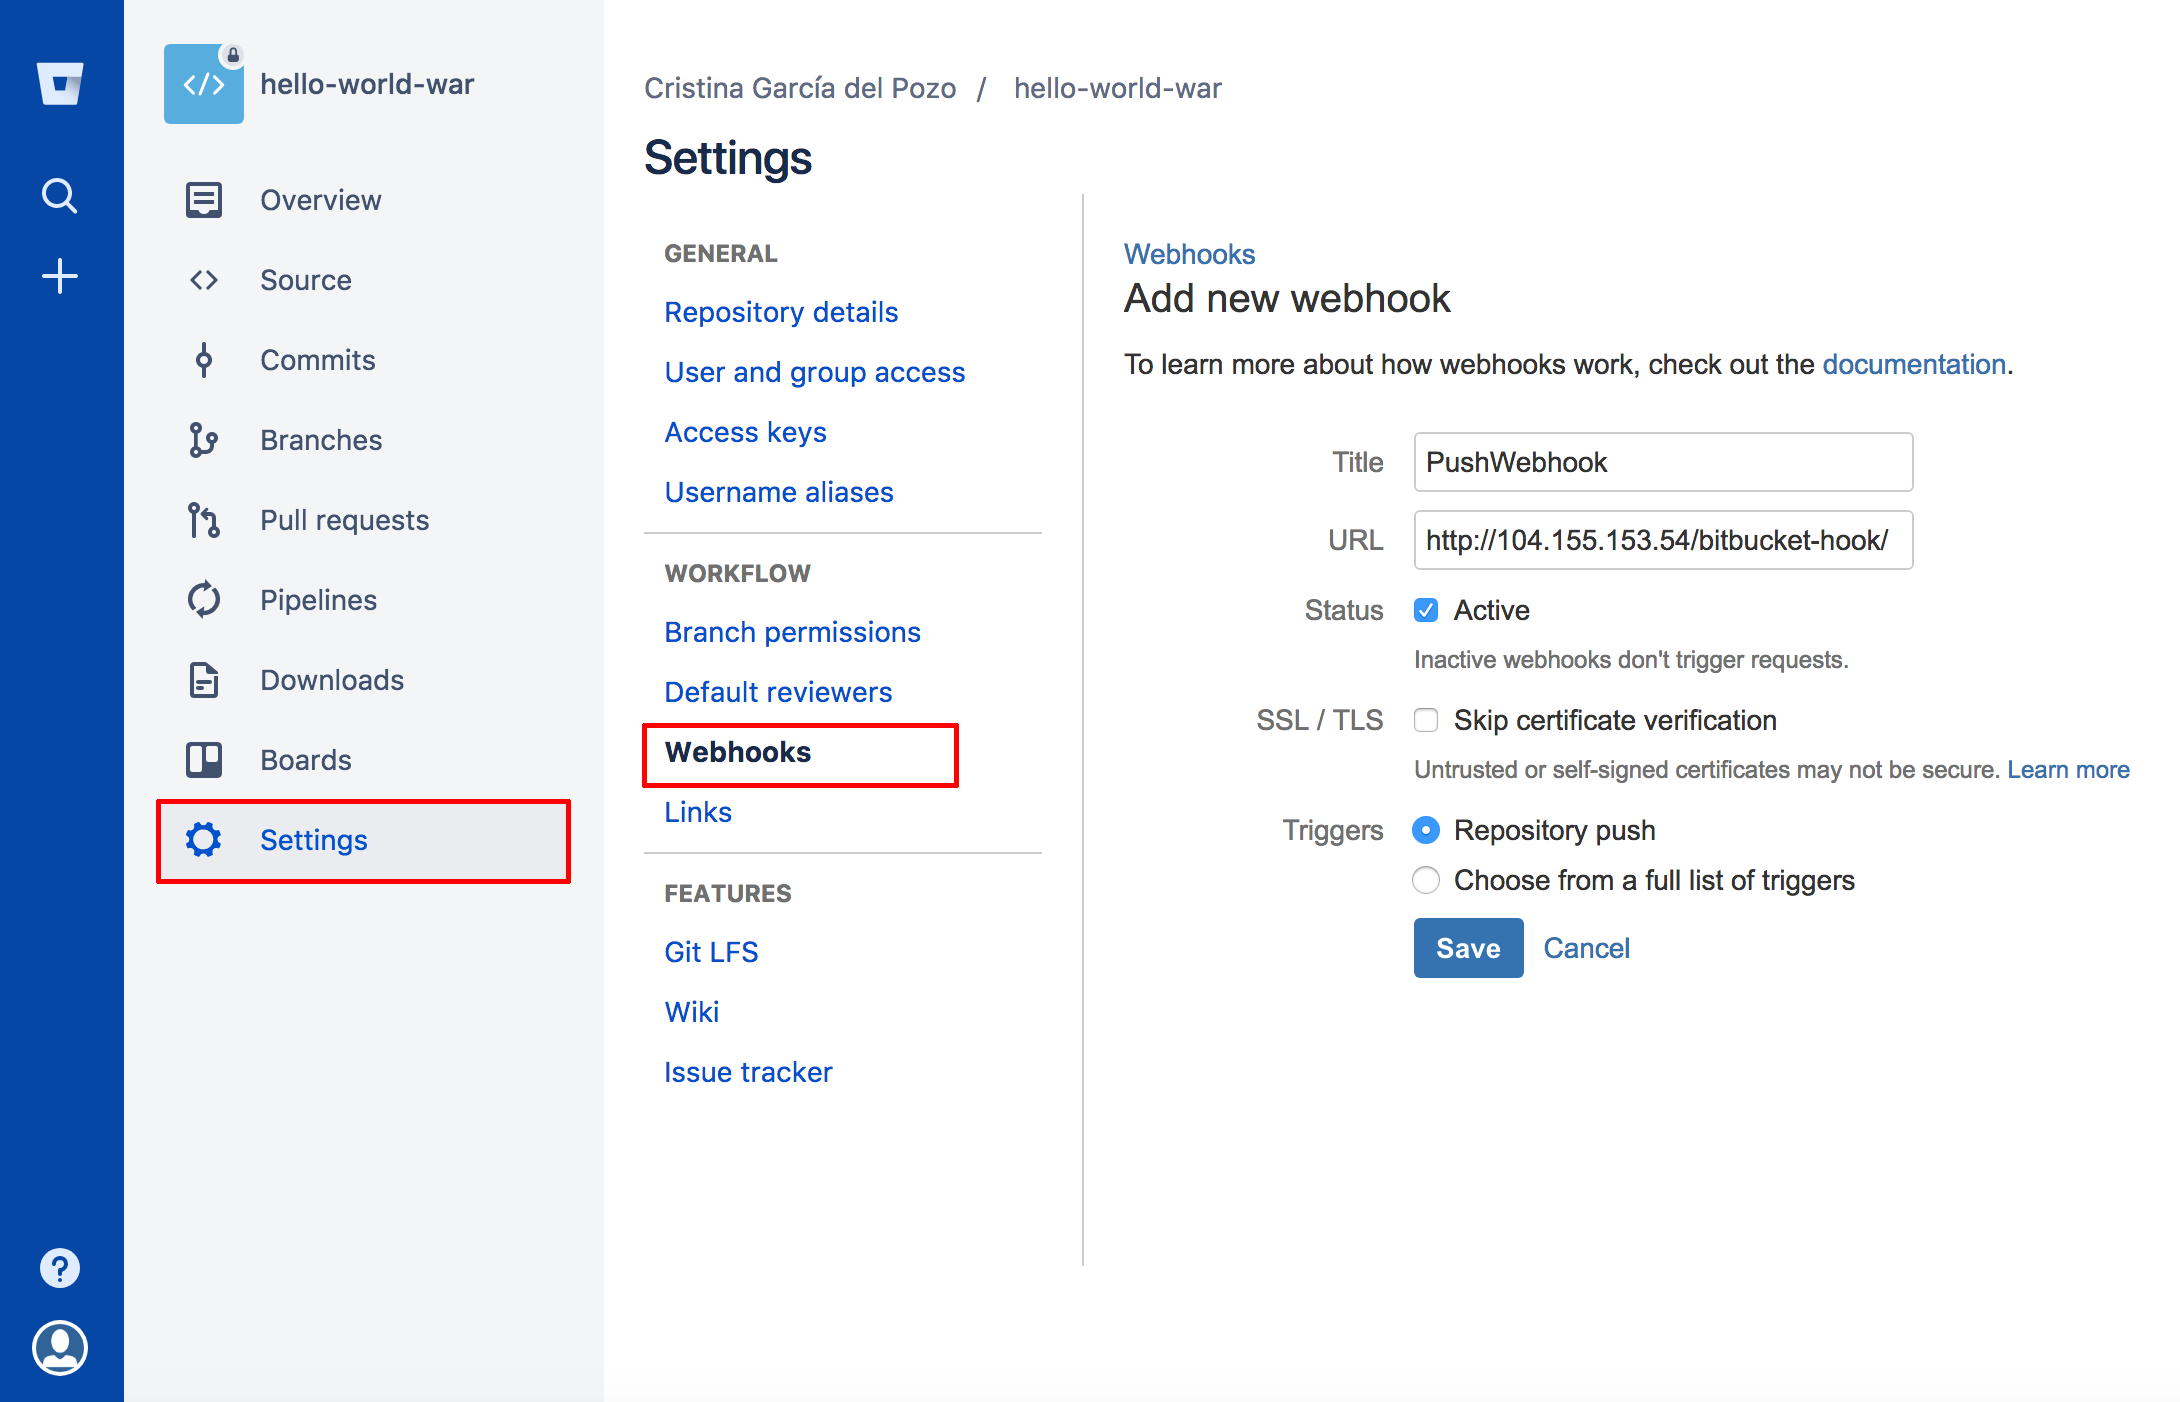 hello-world-war
Overview
Source
Commits
Branches
Pull requests
Pipelines
Downloads
Boards
Settings
Cristina García del Pozo / hello-world-war
Settings
GENERAL
Repository details
User and group access
Access keys
Username aliases
WORKFLOW
Branch permissions
Default reviewers
Webhooks
Links
FEATURES
Git LFS
Wiki
Issue tracker
Webhooks
Add new webhook
To learn more about how webhooks work, check out the documentation.
Title PushWebhook
URL http://104.155.153.54/bitbucket-hook/
Status Active
Inactive webhooks don't trigger requests.
SSL / TLS Skip certificate verification
Untrusted or self-signed certificates may not be secure. Learn more
Triggers Repository push
Choose from a full list of triggers
Save Cancel